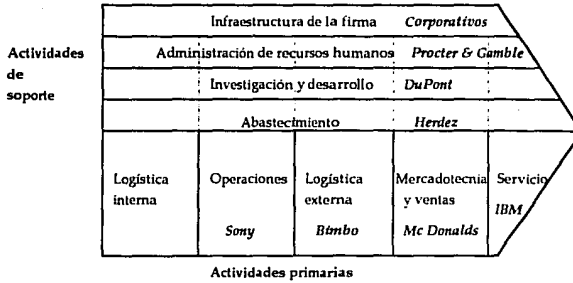 Infraestructura de la firma Corporativos
Actividades de soporte
Administración de recursos humanos Procter & Gamble
Investigación y desarrollo DuPont
Abastecimiento Herdez
Logística interna
Operaciones
Sony
Logística externa
Bimbo
Mercadotecnia y ventas
Mc Donalds
Servicio
IBM
Actividades primarias